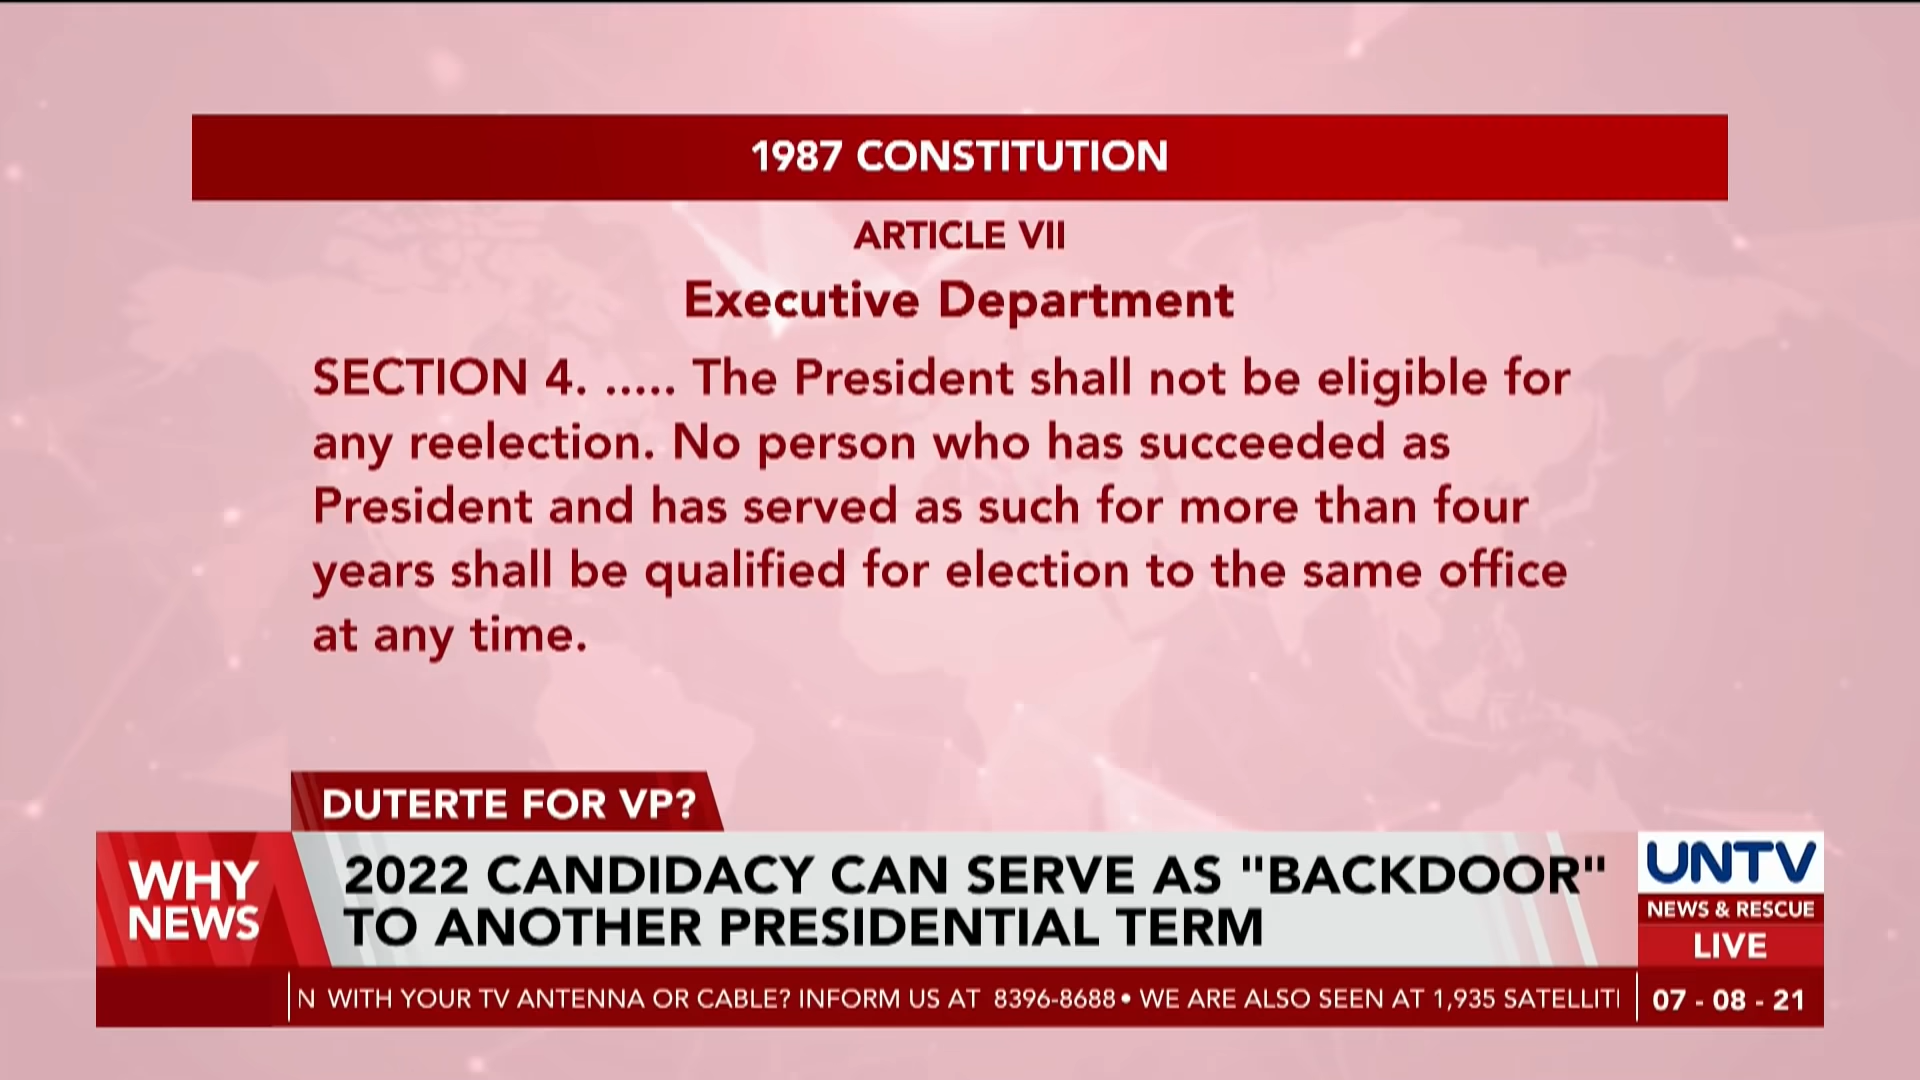 1987 CONSTITUTION
ARTICLE VII
Executive Department
SECTION 4. ..... The President shall not be eligible for
any reelection. No person who has succeeded as
President and has served as such for more than four
years shall be qualified for election to the same office
at any time.
DUTERTE FOR VP?
WHY
NEWS
2022 CANDIDACY CAN SERVE AS "BACKDOOR"
TO ANOTHER PRESIDENTIAL TERM
UNTV
NEWS & RESCUE
LIVE
N WITH YOUR TV ANTENNA OR CABLE? INFORM US AT 8396-8688• WE ARE ALSO SEEN AT 1,935 SATELLITI
07 - 08 - 21